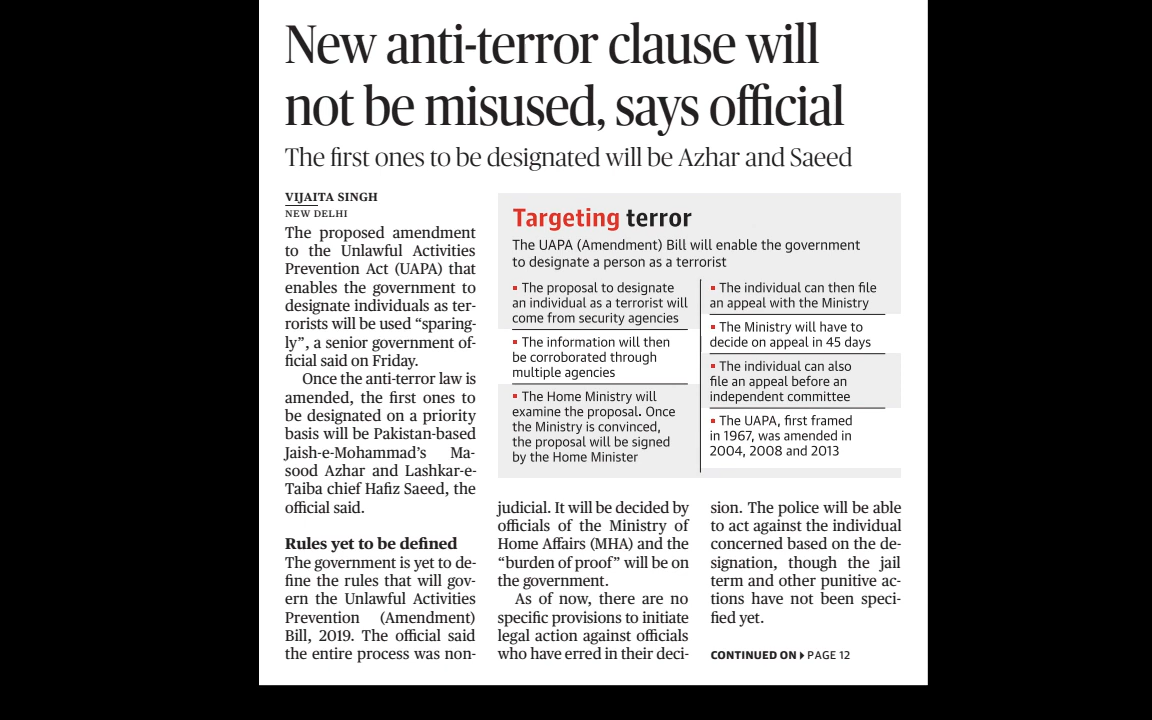 New anti-terror clause will
not be misused, says official
The first ones to be designated will be Azhar and Saeed
VIJAITA SINGH
NEW DELHI
The proposed amendment
to the Unlawful Activities
Prevention Act (UAPA) that
enables the government to
designate individuals as ter-
rorists will be used “sparing-
ly”, a senior government of-
ficial said on Friday.
Once the anti-terror law is
amended, the first ones to
be designated on a priority
basis will be Pakistan-based
Jaish-e-Mohammad’s Ma-
sood Azhar and Lashkar-e-
Taiba chief Hafiz Saeed, the
official said.
Rules yet to be defined
The government is yet to de-
fine the rules that will gov-
ern the Unlawful Activities
Prevention (Amendment)
Bill, 2019. The official said
the entire process was non-
Targeting terror
The UAPA (Amendment) Bill will enable the government
to designate a person as a terrorist
▪ The proposal to designate
an individual as a terrorist will
come from security agencies
▪ The information will then
be corroborated through
multiple agencies
▪ The Home Ministry will
examine the proposal. Once
the Ministry is convinced,
the proposal will be signed
by the Home Minister
▪ The individual can then file
an appeal with the Ministry
▪ The Ministry will have to
decide on appeal in 45 days
▪ The individual can also
file an appeal before an
independent committee
▪ The UAPA, first framed
in 1967, was amended in
2004, 2008 and 2013
judicial. It will be decided by
officials of the Ministry of
Home Affairs (MHA) and the
“burden of proof” will be on
the government.
As of now, there are no
specific provisions to initiate
legal action against officials
who have erred in their deci-
sion. The police will be able
to act against the individual
concerned based on the de-
signation, though the jail
term and other punitive ac-
tions have not been speci-
fied yet.
CONTINUED ON ▸ PAGE 12